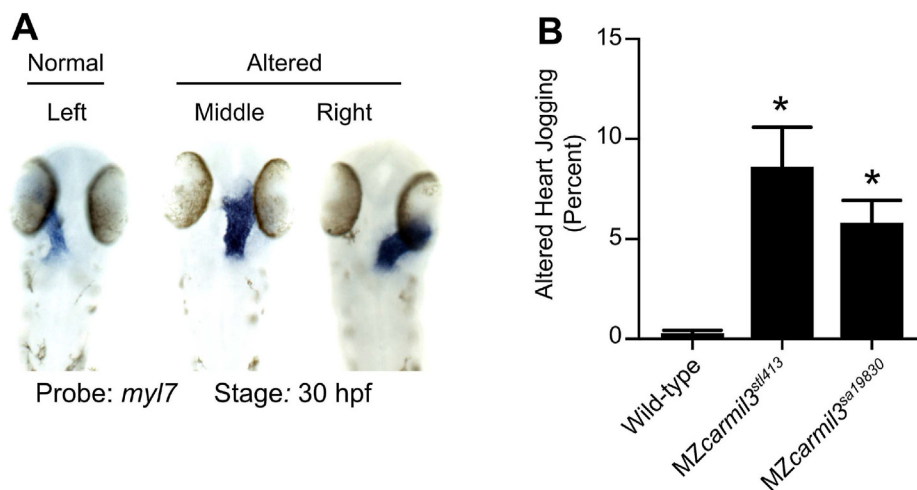 A
Normal
Altered
Left
Middle
Right
Probe: myl7
Stage: 30 hpf
B
Altered Heart Jogging
(Percent)
15
10
5
0
*
*
Wild-type
MZcarmil3stl413
MZcarmil3sa19830